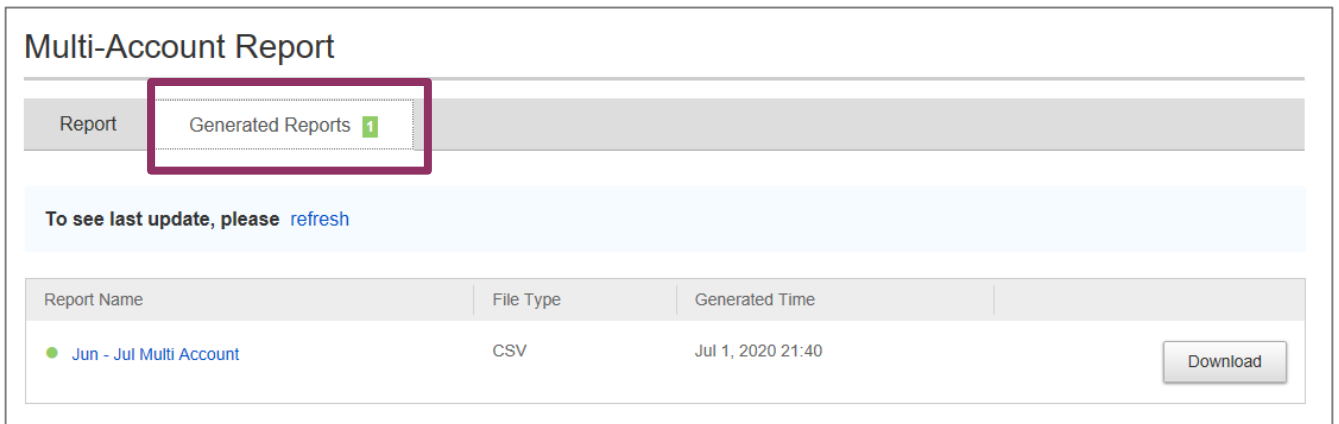 Multi-Account Report
Report Generated Reports 1
To see last update, please refresh
Report Name File Type Generated Time
Jun - Jul Multi Account CSV Jul 1, 2020 21:40 Download